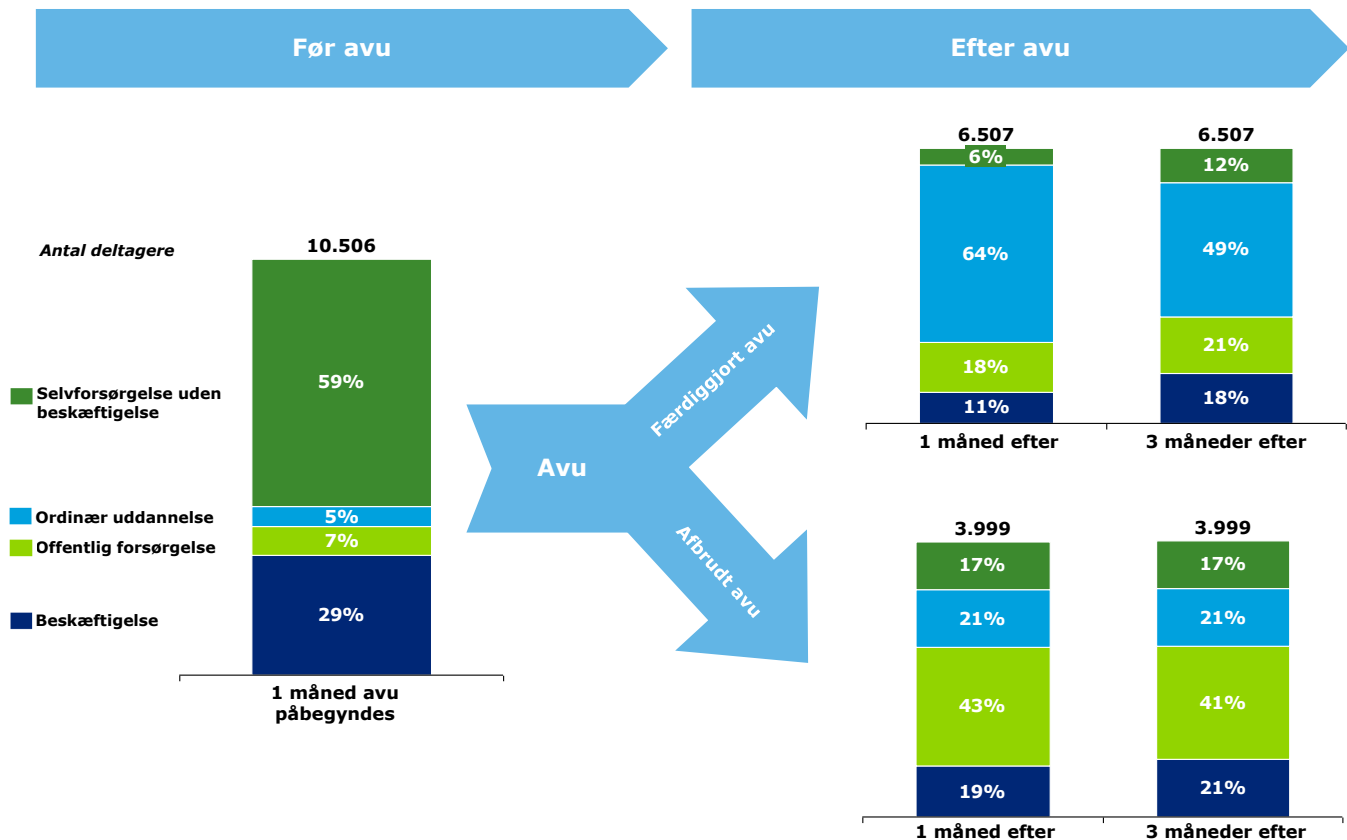 Før avu
Efter avu
Antal deltagere
10.506
59%
5%
7%
29%
1 måned avu
påbegyndes
Selvforsørgelse uden
beskæftigelse
Ordinær uddannelse
Offentlig forsørgelse
Beskæftigelse
Avu
Færdiggjort avu
Afbrudt avu
6.507
6%
64%
18%
11%
1 måned efter
6.507
12%
49%
21%
18%
3 måneder efter
3.999
17%
21%
43%
19%
1 måned efter
3.999
17%
21%
41%
21%
3 måneder efter